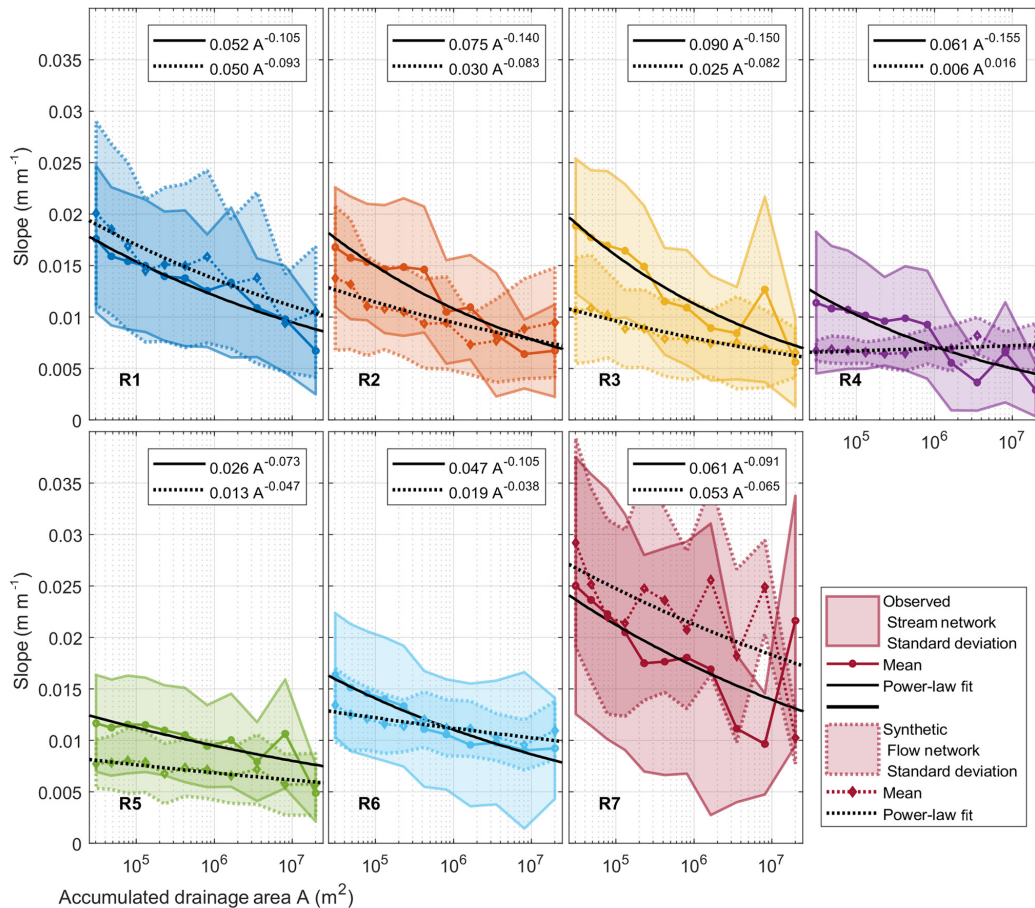 0.052 A^-0.105
0.050 A^-0.093
0.075 A^-0.140
0.030 A^-0.083
0.090 A^-0.150
0.025 A^-0.082
0.061 A^-0.155
0.006 A^0.016
0.035
0.03
0.025
0.02
0.015
0.01
0.005
0
Slope (m m^-1)
R1
R2
R3
R4
10^5
10^6
10^7
0.026 A^-0.073
0.013 A^-0.047
0.047 A^-0.105
0.019 A^-0.038
0.061 A^-0.091
0.053 A^-0.065
0.035
0.03
0.025
0.02
0.015
0.01
0.005
0
Slope (m m^-1)
R5
R6
R7
10^5
10^6
10^7
10^5
10^6
10^7
10^5
10^6
10^7
Accumulated drainage area A (m^2)
Observed
Stream network
Standard deviation
Mean
Power-law fit
Synthetic
Flow network
Standard deviation
Mean
Power-law fit